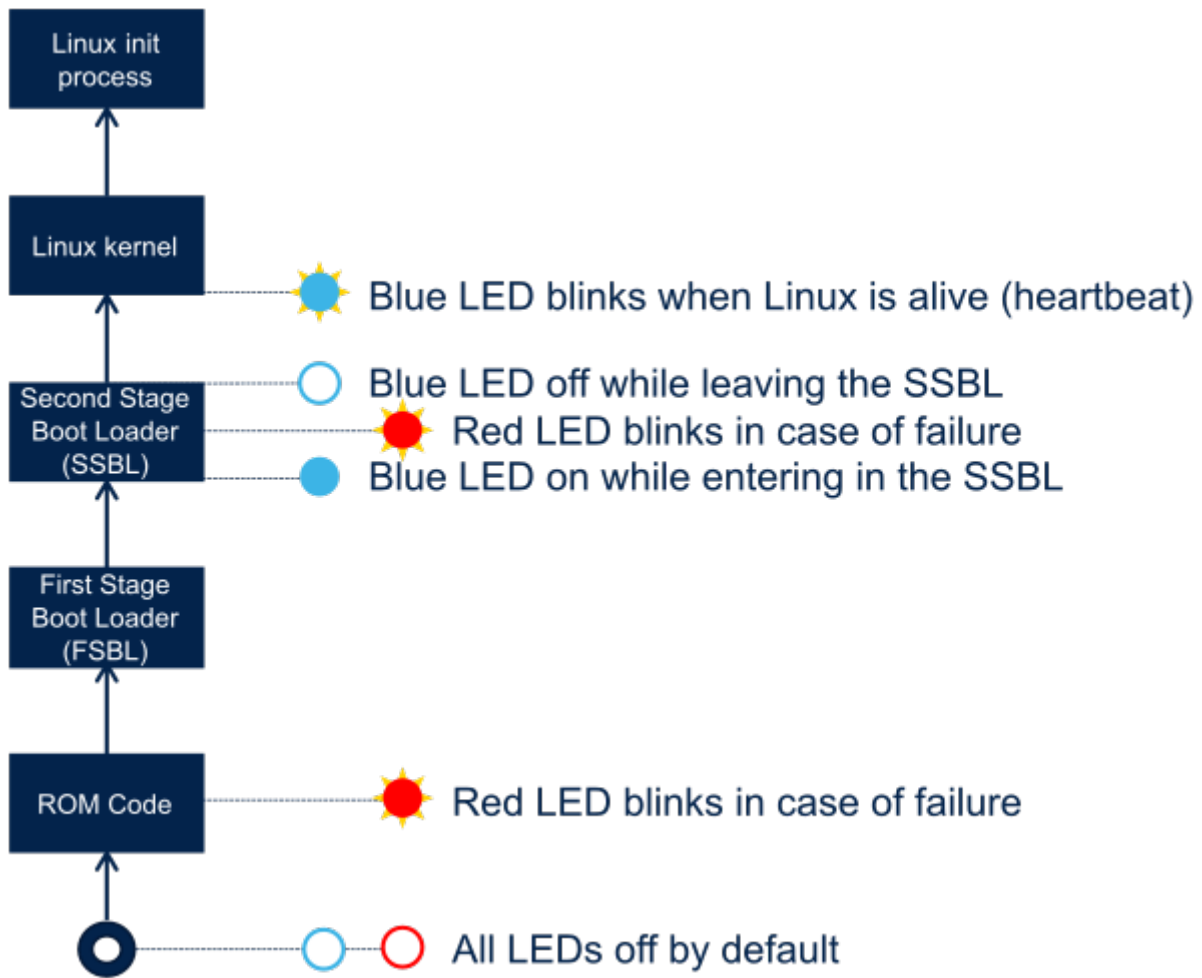 Linux init
process
Linux kernel
Blue LED blinks when Linux is alive (heartbeat)
Blue LED off while leaving the SSBL
Second Stage
Boot Loader
(SSBL)
Red LED blinks in case of failure
Blue LED on while entering in the SSBL
First Stage
Boot Loader
(FSBL)
ROM Code
Red LED blinks in case of failure
All LEDs off by default